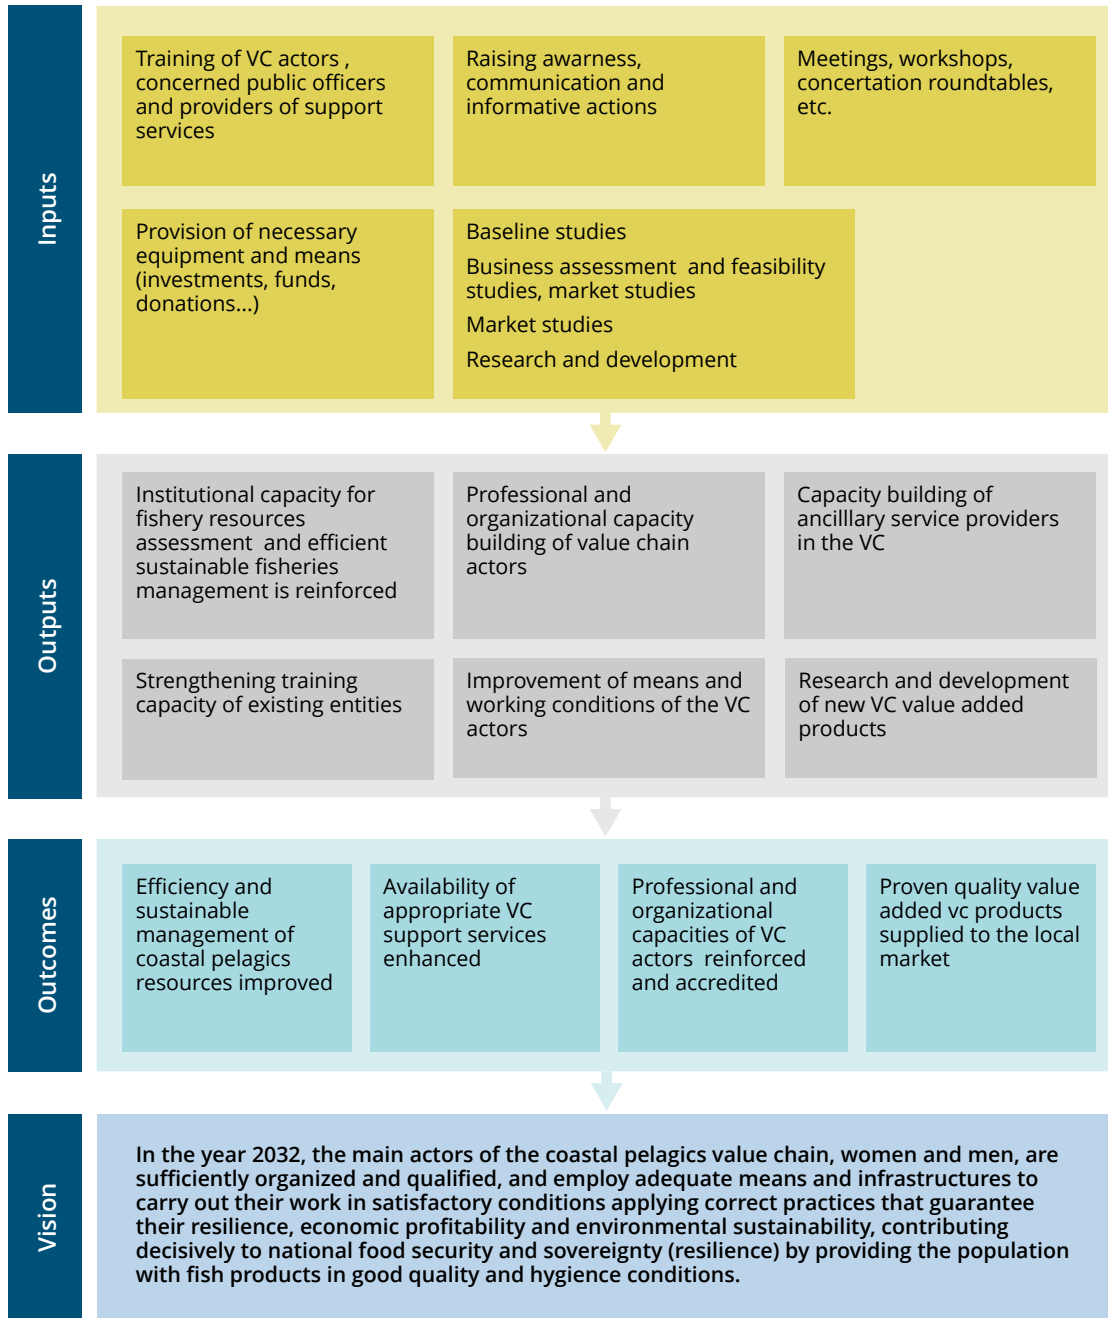 Inputs
Training of VC actors ,
concerned public officers
and providers of support
services
Raising awarness,
communication and
informative actions
Meetings, workshops,
concertation roundtables,
etc.
Provision of necessary
equipment and means
(investments, funds,
donations...)
Baseline studies
Business assessment and feasibility
studies, market studies
Market studies
Research and development
Outputs
Institutional capacity for
fishery resources
assessment and efficient
sustainable fisheries
management is reinforced
Professional and
organizational capacity
building of value chain
actors
Capacity building of
ancilllary service providers
in the VC
Strengthening training
capacity of existing entities
Improvement of means and
working conditions of the VC
actors
Research and development
of new VC value added
products
Outcomes
Efficiency and
sustainable
management of
coastal pelagics
resources improved
Availability of
appropriate VC
support services
enhanced
Professional and
organizational
capacities of VC
actors reinforced
and accredited
Proven quality value
added vc products
supplied to the local
market
Vision
In the year 2032, the main actors of the coastal pelagics value chain, women and men, are
sufficiently organized and qualified, and employ adequate means and infrastructures to
carry out their work in satisfactory conditions applying correct practices that guarantee
their resilience, economic profitability and environmental sustainability, contributing
decisively to national food security and sovereignty (resilience) by providing the population
with fish products in good quality and hygience conditions.